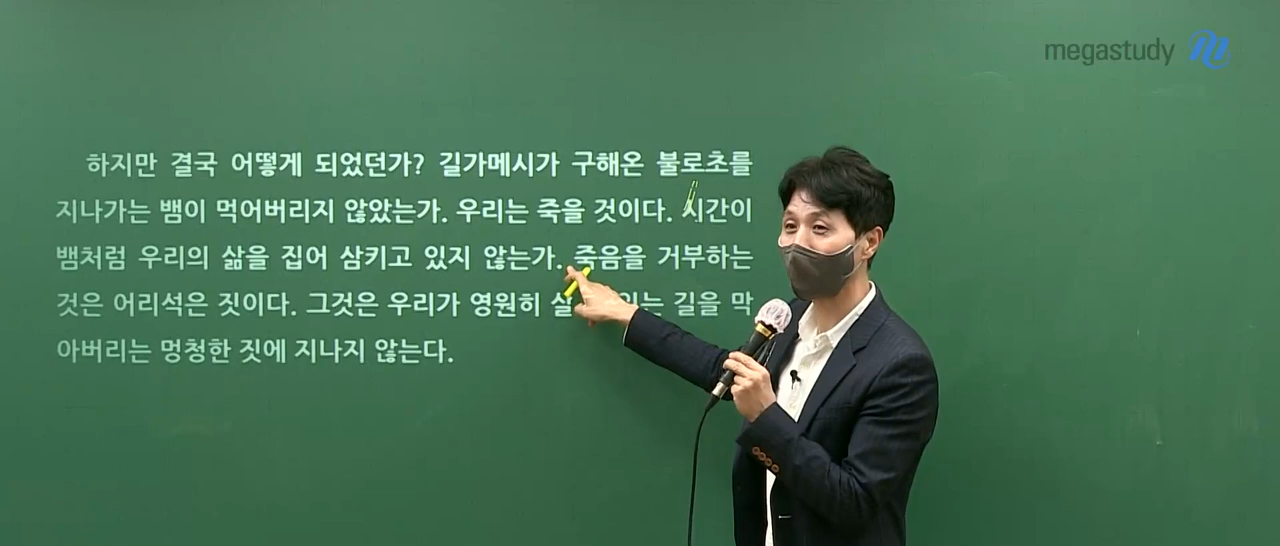 megastudy
하지만 결국 어떻게 되었던가? 길가메시가 구해온 불로초를
지나가는 뱀이 먹어버리지 않았는가. 우리는 죽을 것이다. 시간이
뱀처럼 우리의 삶을 집어 삼키고 있지 않는가. 죽음을 거부하는
것은 어리석은 짓이다. 그것은 우리가 영원히 살 있는 길을 막
아버리는 멍청한 짓에 지나지 않는다.